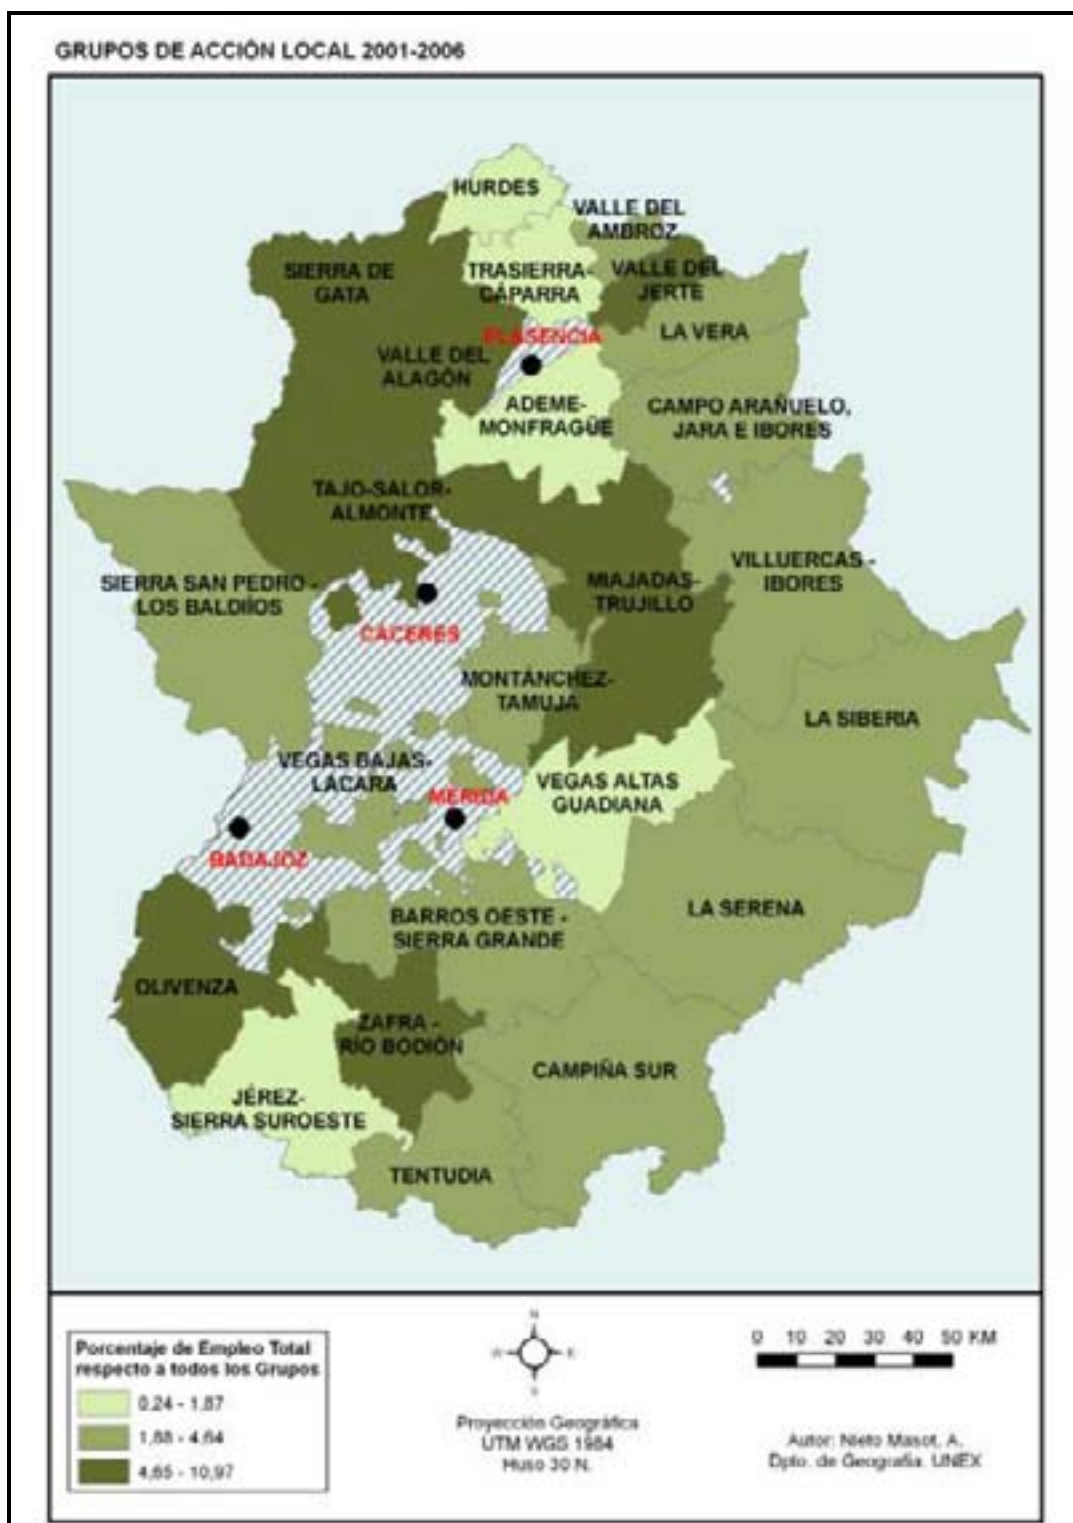 GRUPOS DE ACCIÓN LOCAL 2001-2006
HURDES
VALLE DEL
AMBROZ
SIERRA DE
GATA
TRASIERRA-
CÁPARRA
VALLE DEL
JERTE
PLASENCIA
LA VERA
VALLE DEL
ALAGÓN
ADEME-
MONFRAGÜE
CAMPO ARAÑUELO,
JARA E IBORES
TAJO-SALOR-
ALMONTE
SIERRA SAN PEDRO -
LOS BALDÍIOS
MIAJADAS-
TRUJILLO
VILLUERCAS -
IBORES
CÁCERES
MONTÁNCHEZ-
TAMUJA
LA SIBERIA
VEGAS BAJAS-
LÁCARA
MÉRIDA
VEGAS ALTAS
GUADIANA
BADAJOZ
BARROS OESTE -
SIERRA GRANDE
LA SERENA
OLIVENZA
ZAFRA -
RÍO BODIÓN
CAMPIÑA SUR
JÉREZ-
SIERRA SUROESTE
TENTUDIA
Porcentaje de Empleo Total
respecto a todos los Grupos
0,24 - 1,87
1,88 - 4,64
4,65 - 10,97
N
W E
S
Proyección Geográfica
UTM WGS 1984
Huso 30 N.
0 10 20 30 40 50 KM
Autor: Nieto Masot, A.
Dpto. de Geografía. UNEX